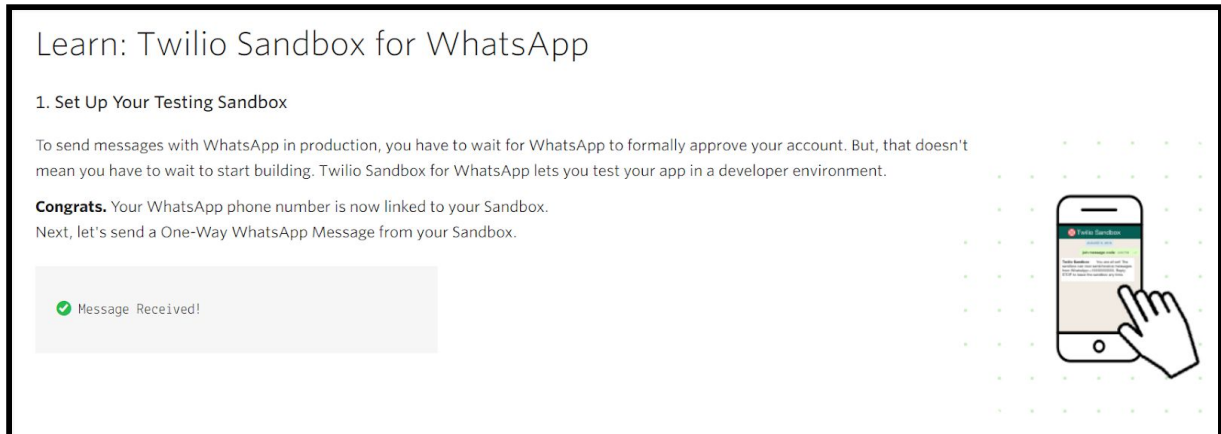 Learn: Twilio Sandbox for WhatsApp
1. Set Up Your Testing Sandbox
To send messages with WhatsApp in production, you have to wait for WhatsApp to formally approve your account. But, that doesn't
mean you have to wait to start building. Twilio Sandbox for WhatsApp lets you test your app in a developer environment.
Congrats. Your WhatsApp phone number is now linked to your Sandbox.
Next, let's send a One-Way WhatsApp Message from your Sandbox.
Message Received!
Twilio Sandbox